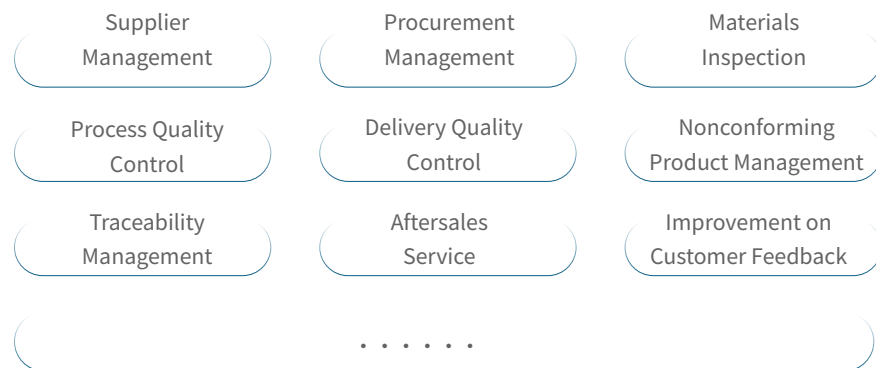 Supplier
Management
Procurement
Management
Materials
Inspection
Process Quality
Control
Delivery Quality
Control
Nonconforming
Product Management
Traceability
Management
Aftersales
Service
Improvement on
Customer Feedback
. . . . . .